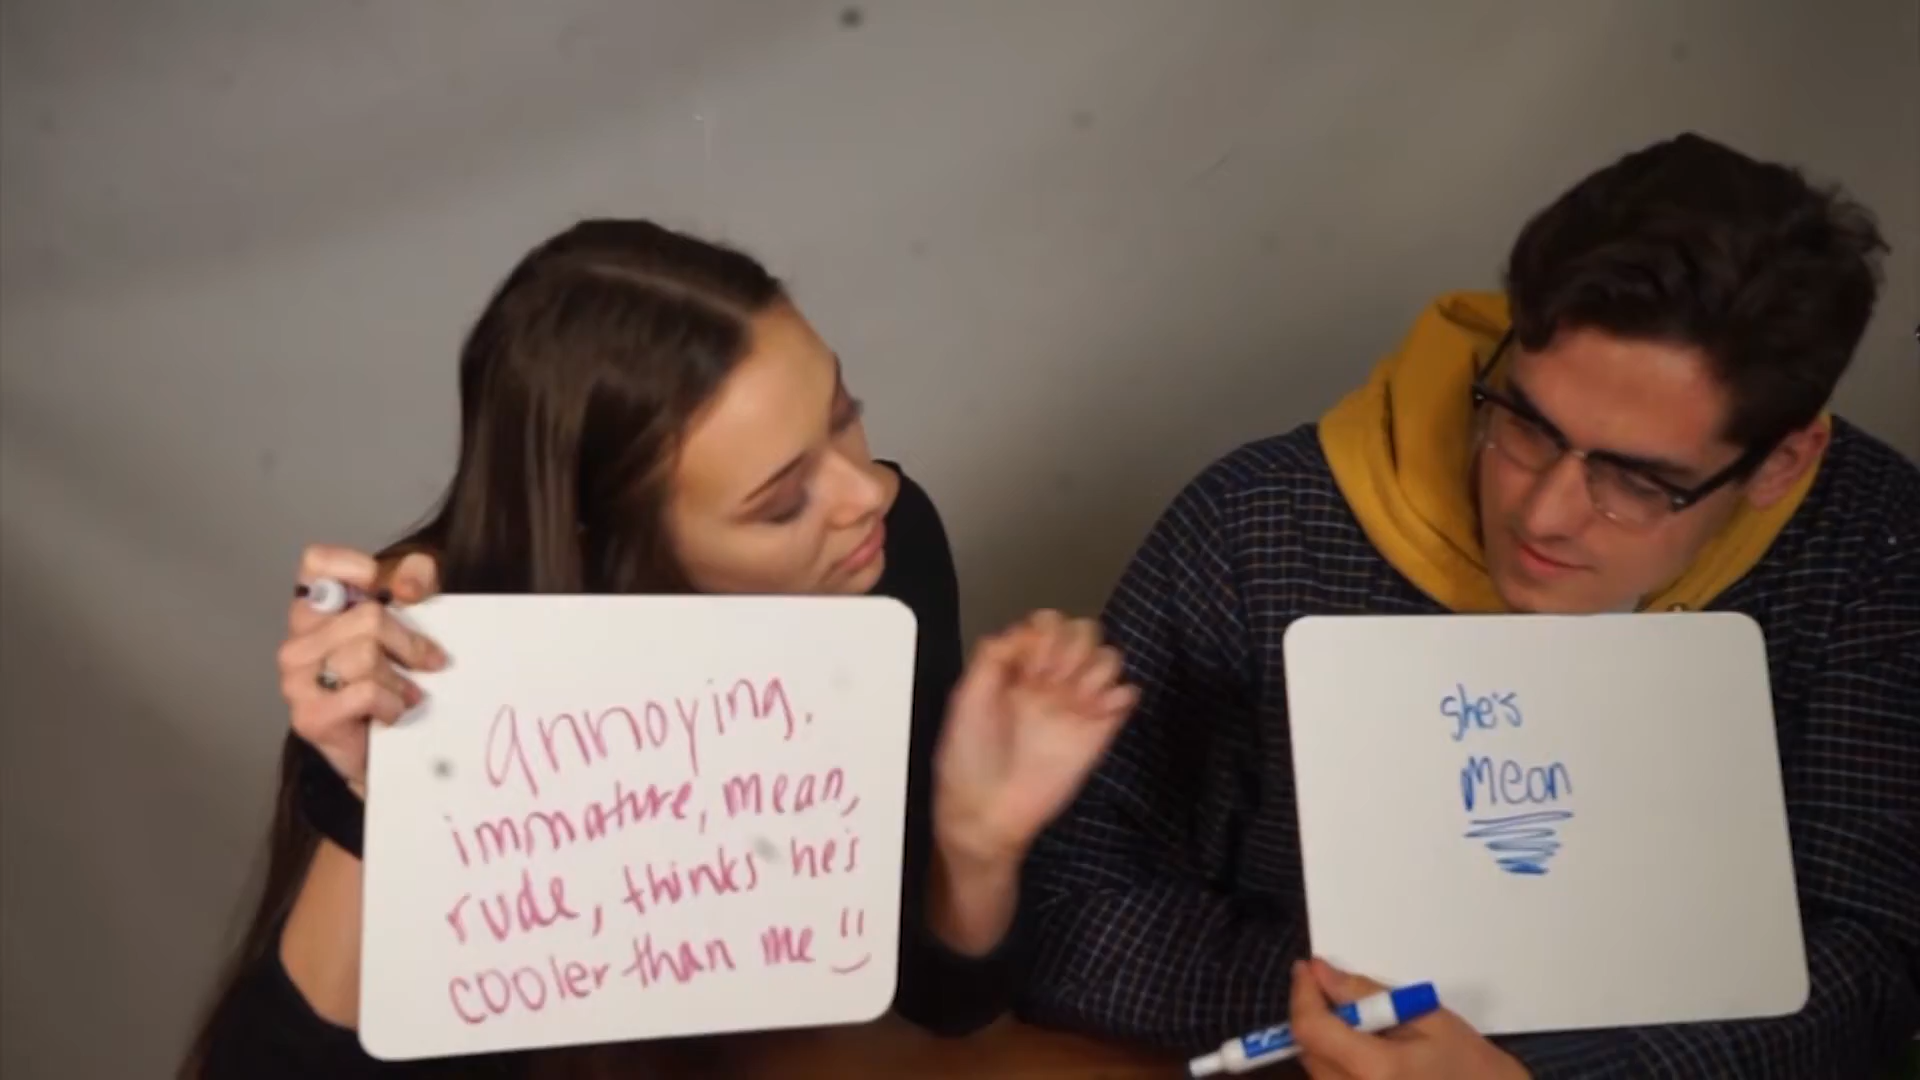 annoying.
immature, mean,
rude, thinks he's
cooler than me
she's
mean